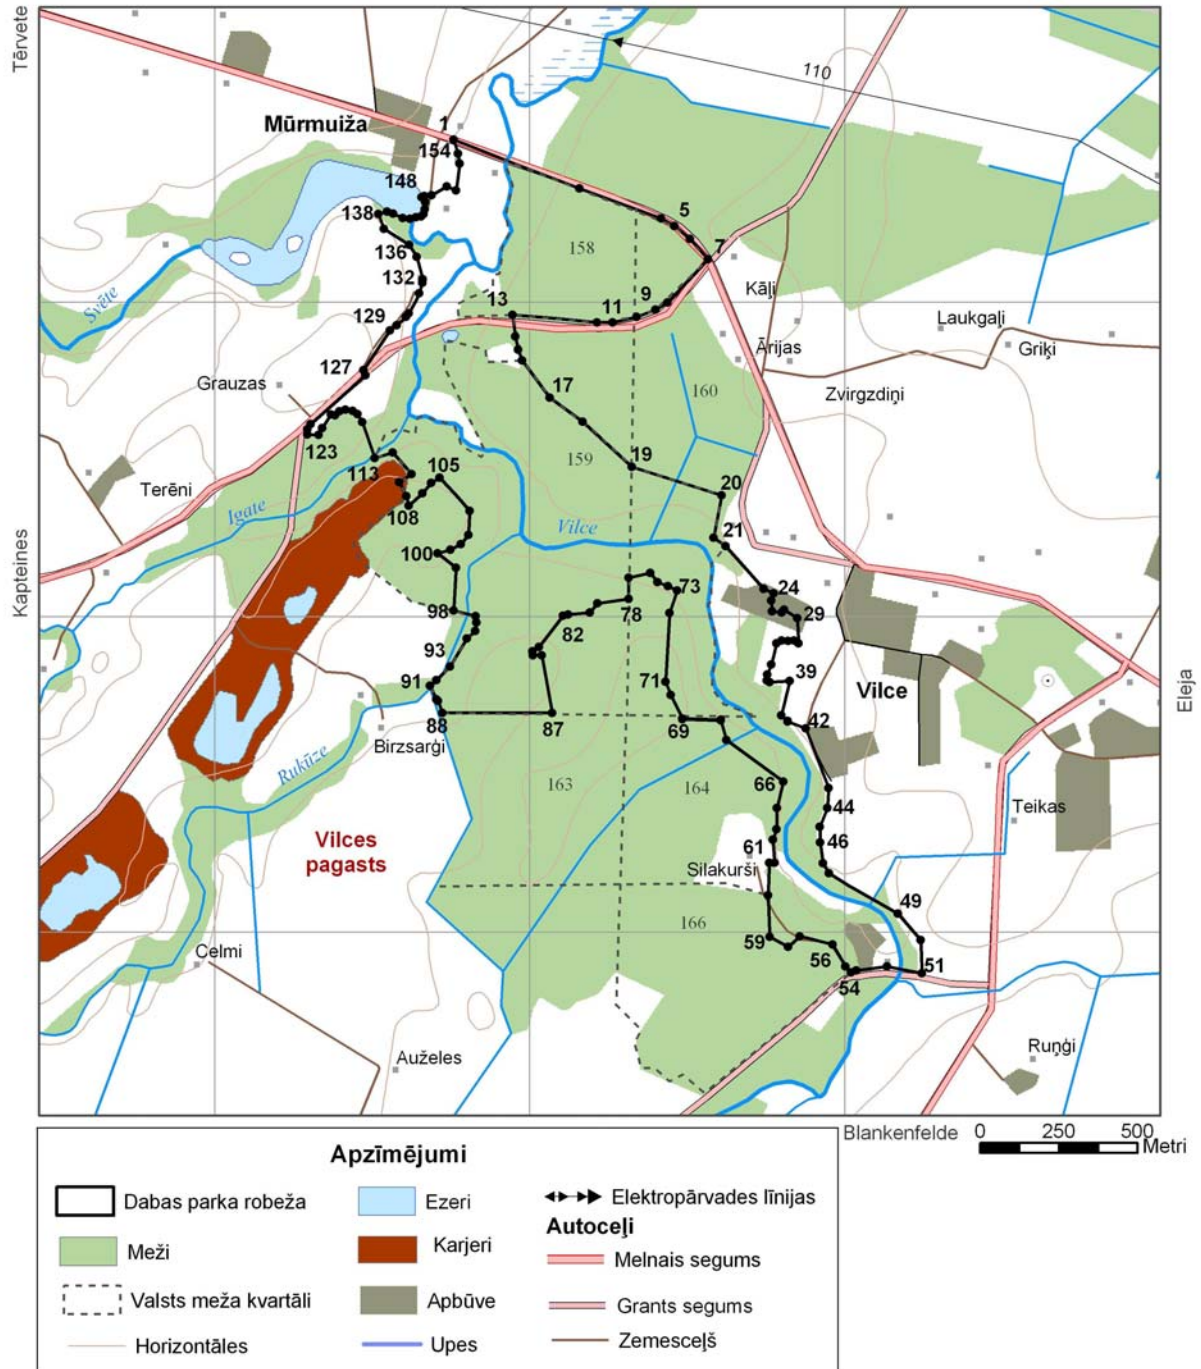 Tērvete
110
Mūrmuiža
1
154
148
138
5
7
136
158
Kāļi
132
Svēte
9
11
13
Laukgaļi
129
Ārijas
Griķi
127
Grauzas
160
Zvirgzdiņi
17
123
159
19
113
105
20
Terēni
Igate
108
Vilce
21
100
Kapteines
24
73
98
78
29
82
93
91
71
39
Vilce
Eleja
88
87
69
42
Birzsarģi
Rukūze
163
164
66
44
Teikas
Vilces
pagasts
61
46
Silakurši
49
166
59
Celmi
56
51
54
Auželes
Ruņģi
Blankenfelde
0 250 500
Metri
Apzīmējumi
Dabas parka robeža
Ezeri
Elektropārvades līnijas
Autoceļi
Meži
Karjeri
Melnais segums
Valsts meža kvartāli
Apbūve
Grants segums
Horizontāles
Upes
Zemesceļš